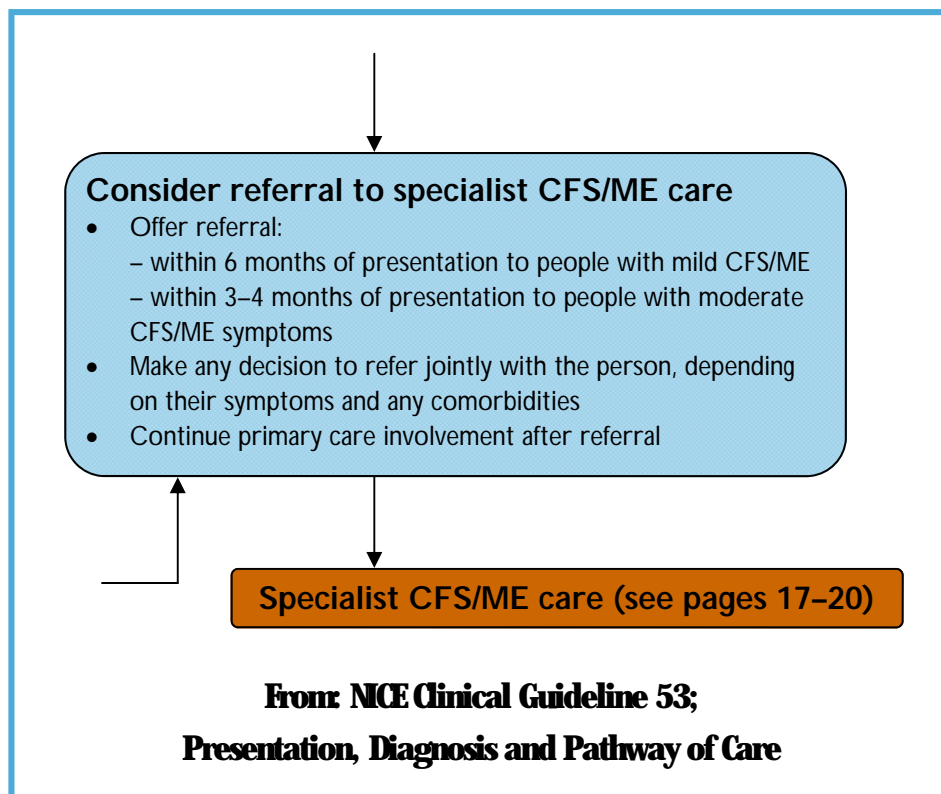 Consider referral to specialist CFS/ME care
• Offer referral:
– within 6 months of presentation to people with mild CFS/ME
– within 3–4 months of presentation to people with moderate
CFS/ME symptoms
• Make any decision to refer jointly with the person, depending
on their symptoms and any comorbidities
• Continue primary care involvement after referral
Specialist CFS/ME care (see pages 17–20)
From: NICE Clinical Guideline 53;
Presentation, Diagnosis and Pathway of Care